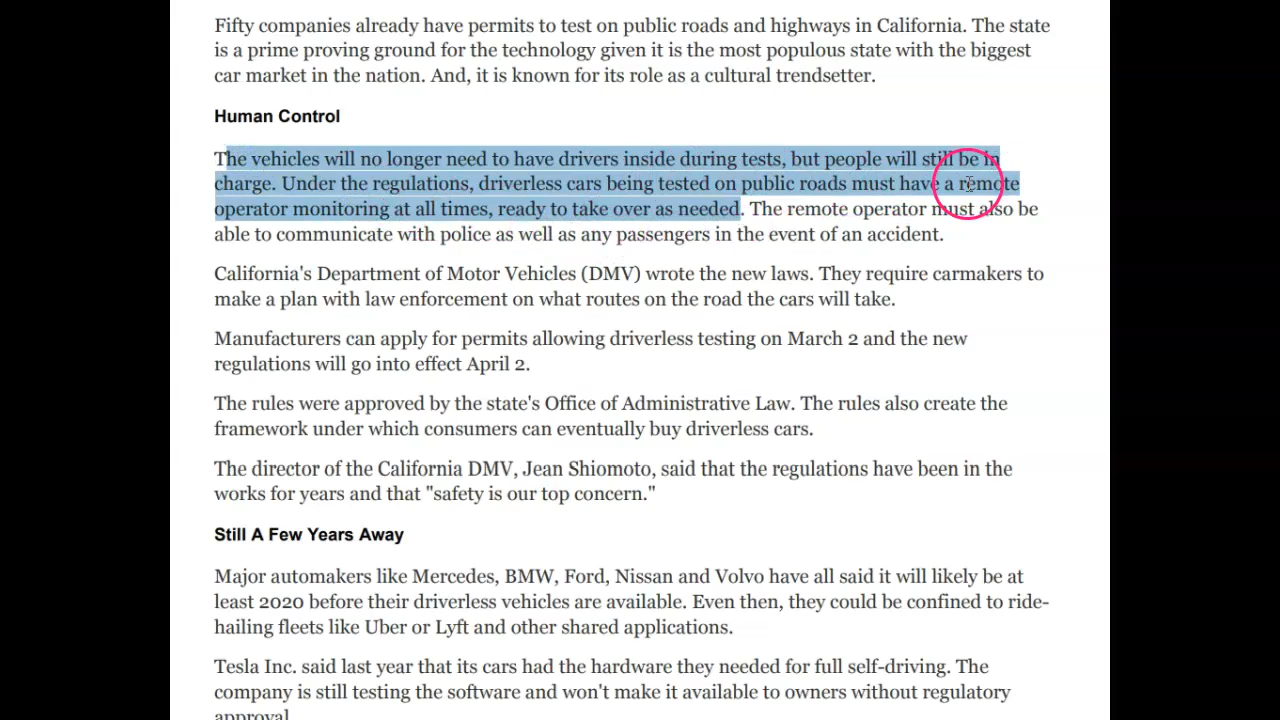 Fifty companies already have permits to test on public roads and highways in California. The state
is a prime proving ground for the technology given it is the most populous state with the biggest
car market in the nation. And, it is known for its role as a cultural trendsetter.
Human Control
The vehicles will no longer need to have drivers inside during tests, but people will still be in
charge. Under the regulations, driverless cars being tested on public roads must have a remote
operator monitoring at all times, ready to take over as needed. The remote operator must also be
able to communicate with police as well as any passengers in the event of an accident.
California's Department of Motor Vehicles (DMV) wrote the new laws. They require carmakers to
make a plan with law enforcement on what routes on the road the cars will take.
Manufacturers can apply for permits allowing driverless testing on March 2 and the new
regulations will go into effect April 2.
The rules were approved by the state's Office of Administrative Law. The rules also create the
framework under which consumers can eventually buy driverless cars.
The director of the California DMV, Jean Shiomoto, said that the regulations have been in the
works for years and that "safety is our top concern."
Still A Few Years Away
Major automakers like Mercedes, BMW, Ford, Nissan and Volvo have all said it will likely be at
least 2020 before their driverless vehicles are available. Even then, they could be confined to ride-
hailing fleets like Uber or Lyft and other shared applications.
Tesla Inc. said last year that its cars had the hardware they needed for full self-driving. The
company is still testing the software and won't make it available to owners without regulatory
approval.